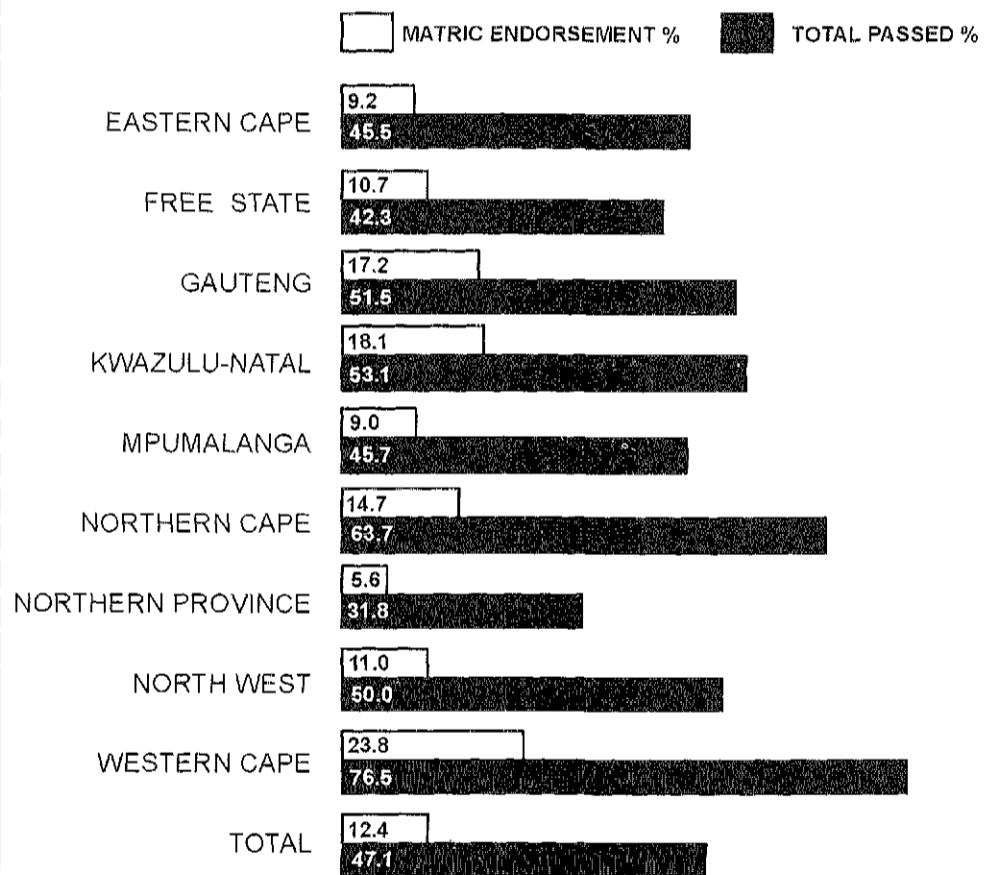 MATRIC ENDORSEMENT % TOTAL PASSED %
EASTERN CAPE
9.2
45.5
FREE STATE
10.7
42.3
GAUTENG
17.2
51.5
KWAZULU-NATAL
18.1
53.1
MPUMALANGA
9.0
45.7
NORTHERN CAPE
14.7
63.7
NORTHERN PROVINCE
5.6
31.8
NORTH WEST
11.0
50.0
WESTERN CAPE
23.8
76.5
TOTAL
12.4
47.1